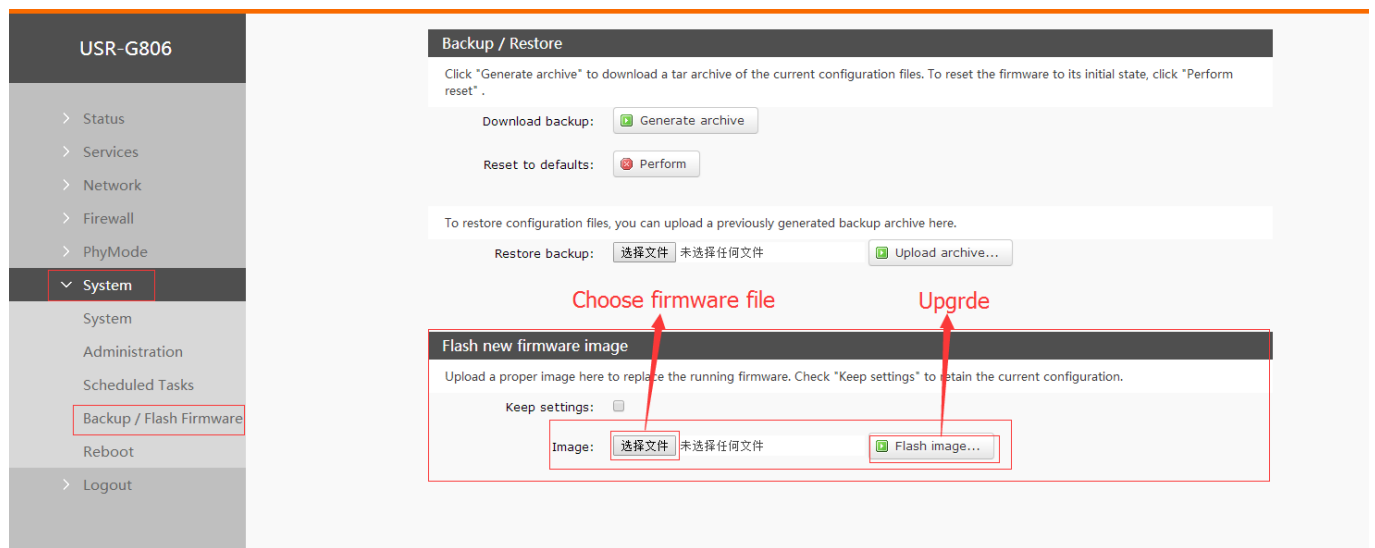 USR-G806
Status
Services
Network
Firewall
PhyMode
System
System
Administration
Scheduled Tasks
Backup / Flash Firmware
Reboot
Logout
Backup / Restore
Click "Generate archive" to download a tar archive of the current configuration files. To reset the firmware to its initial state, click "Perform
reset" .
Download backup: Generate archive
Reset to defaults: Perform
To restore configuration files, you can upload a previously generated backup archive here.
Restore backup: 选择文件 未选择任何文件 Upload archive...
Choose firmware file Upgrde
Flash new firmware image
Upload a proper image here to replace the running firmware. Check "Keep settings" to retain the current configuration.
Keep settings:
Image: 选择文件 未选择任何文件 Flash image...